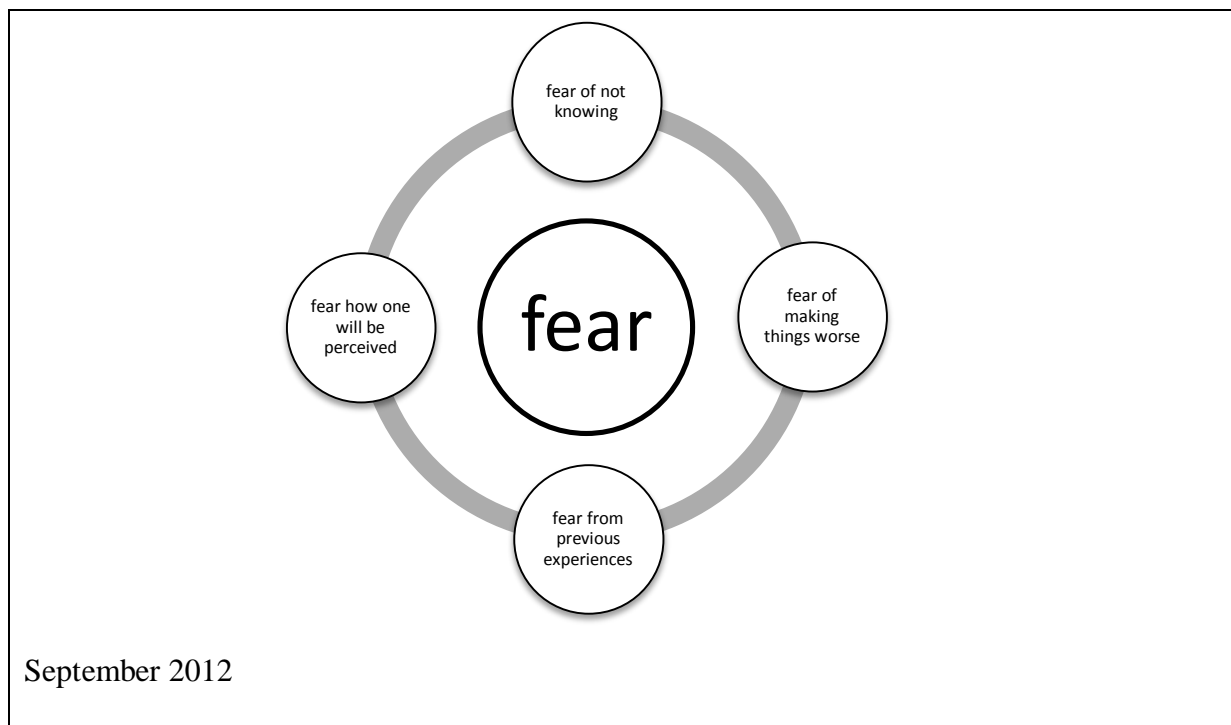 fear of not
knowing
fear how one
will be
perceived
fear
fear of
making
things worse
fear from
previous
experiences
September 2012